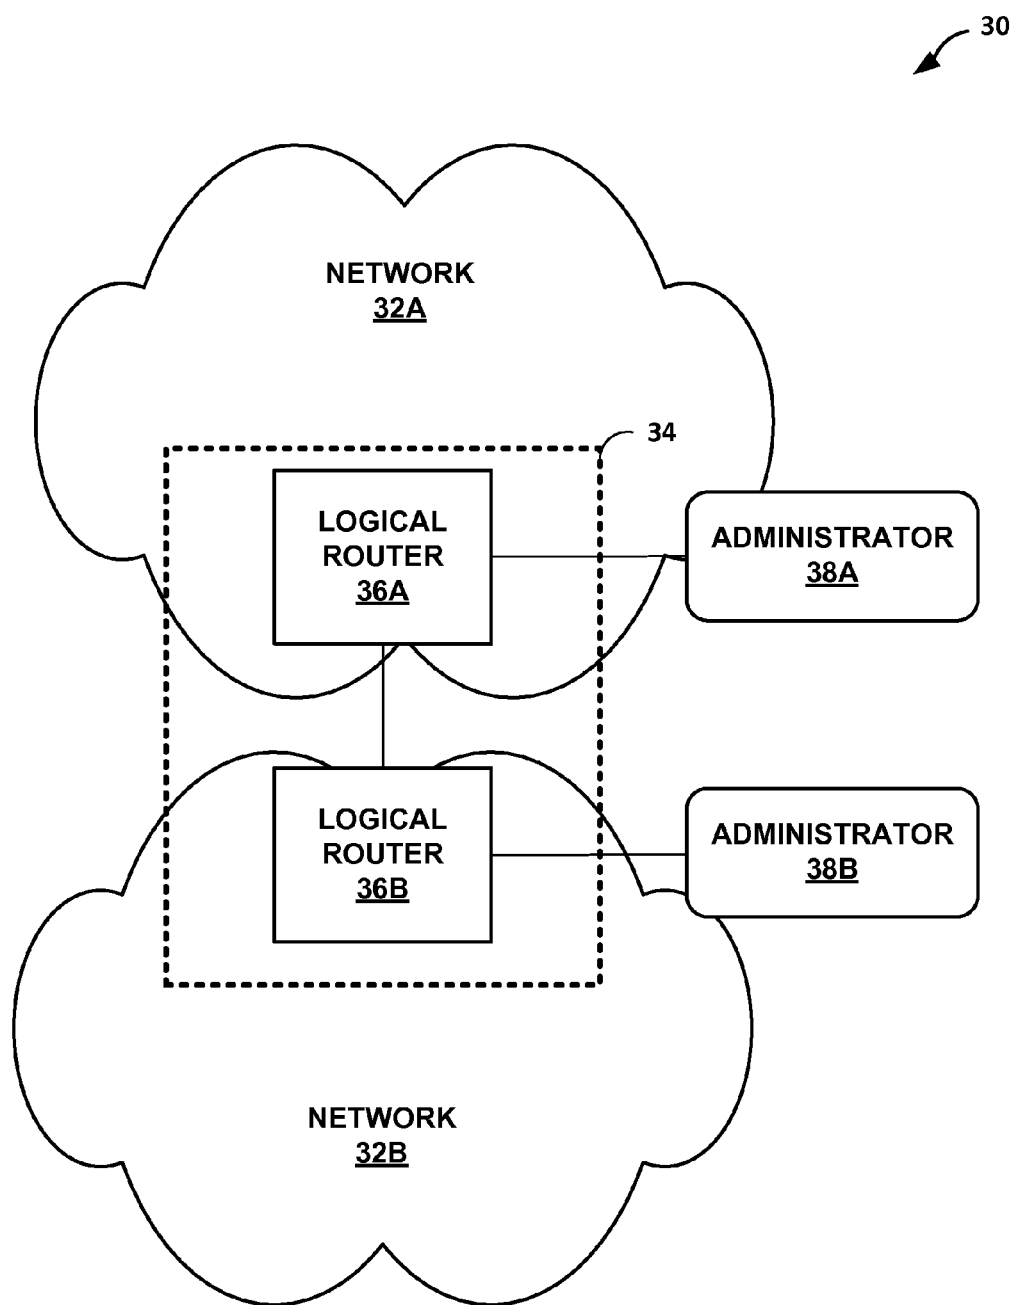 30
NETWORK
32A
34
LOGICAL
ROUTER
36A
ADMINISTRATOR
38A
LOGICAL
ROUTER
36B
ADMINISTRATOR
38B
NETWORK
32B